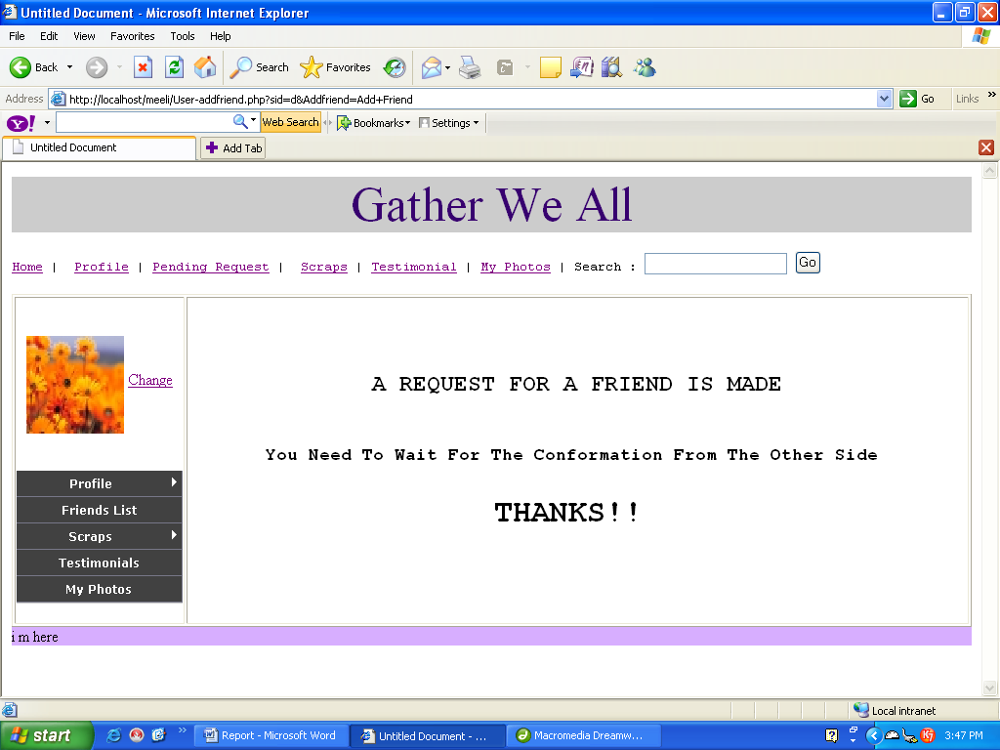 Untitled Document - Microsoft Internet Explorer
File Edit View Favorites Tools Help
Back Search Favorites
Address http://localhost/meeli/User-addfriend.php?sid=d&Addfriend=Add+Friend Go Links »
Y! Web Search Bookmarks Settings
Untitled Document Add Tab
Gather We All
Home | Profile | Pending Request | Scraps | Testimonial | My Photos | Search : Go
Change
A REQUEST FOR A FRIEND IS MADE
You Need To Wait For The Conformation From The Other Side
THANKS!!
Profile
Friends List
Scraps
Testimonials
My Photos
i m here
Local intranet
start Report - Microsoft Word Untitled Document - ... Macromedia Dreamw... 3:47 PM